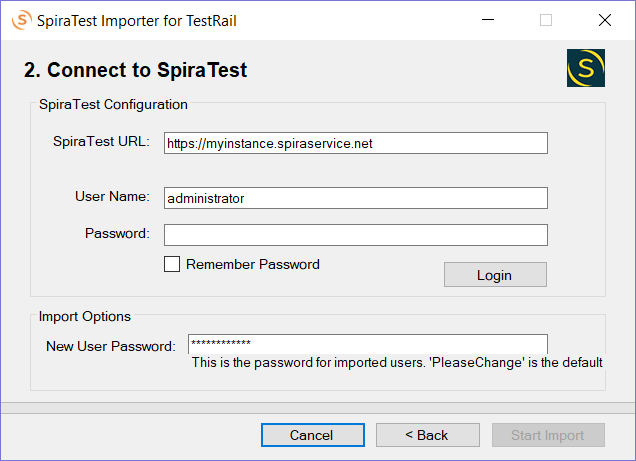 SpiraTest Importer for TestRail
2. Connect to SpiraTest
SpiraTest Configuration
SpiraTest URL: https://myinstance.spiraservice.net
User Name: administrator
Password:
Remember Password
Login
Import Options
New User Password: ************
This is the password for imported users. 'PleaseChange' is the default
Cancel < Back Start Import